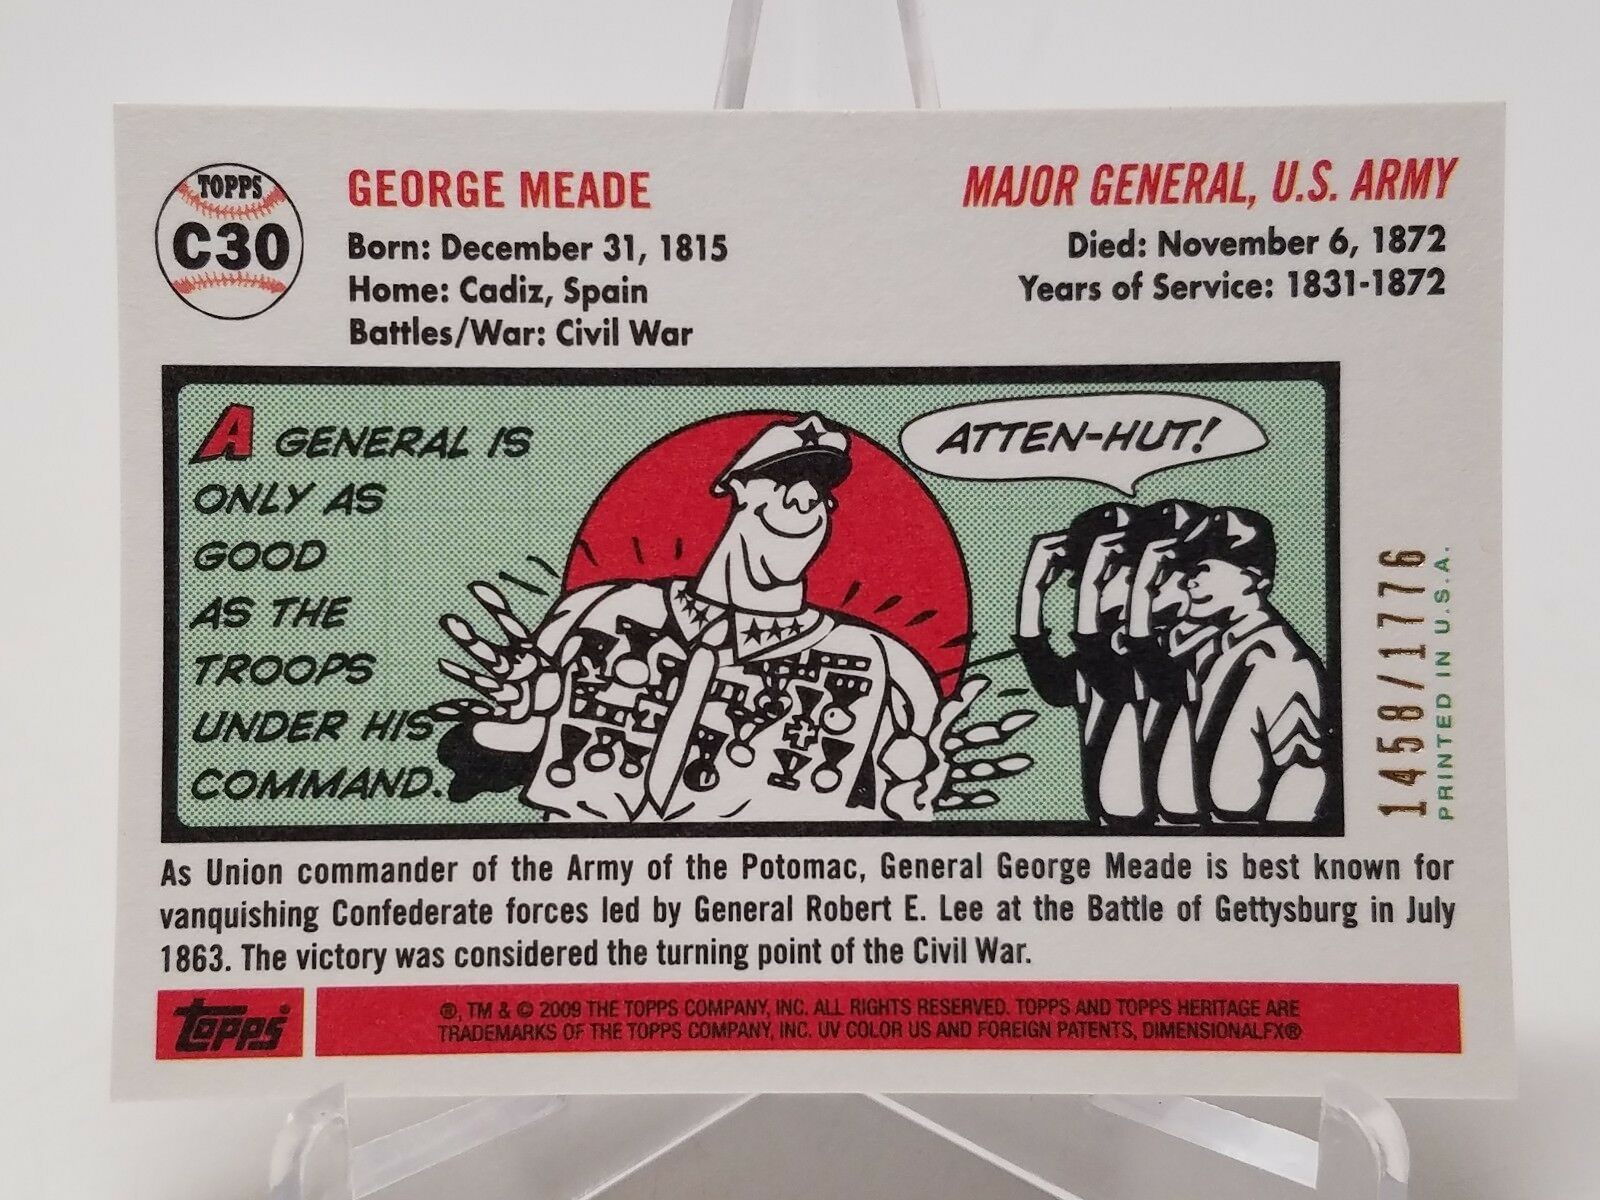 TOPPS
C30
GEORGE MEADE
Born: December 31, 1815
Home: Cadiz, Spain
Battles/War: Civil War
MAJOR GENERAL, U.S. ARMY
Died: November 6, 1872
Years of Service: 1831-1872
A GENERAL IS
ONLY AS
GOOD
AS THE
TROOPS
UNDER HIS
COMMAND.
ATTEN-HUT!
1458/1776
PRINTED IN U.S.A.
As Union commander of the Army of the Potomac, General George Meade is best known for
vanquishing Confederate forces led by General Robert E. Lee at the Battle of Gettysburg in July
1863. The victory was considered the turning point of the Civil War.
topps®
®, TM & © 2009 THE TOPPS COMPANY, INC. ALL RIGHTS RESERVED. TOPPS AND TOPPS HERITAGE ARE
TRADEMARKS OF THE TOPPS COMPANY, INC. UV COLOR US AND FOREIGN PATENTS, DIMENSIONALFX®